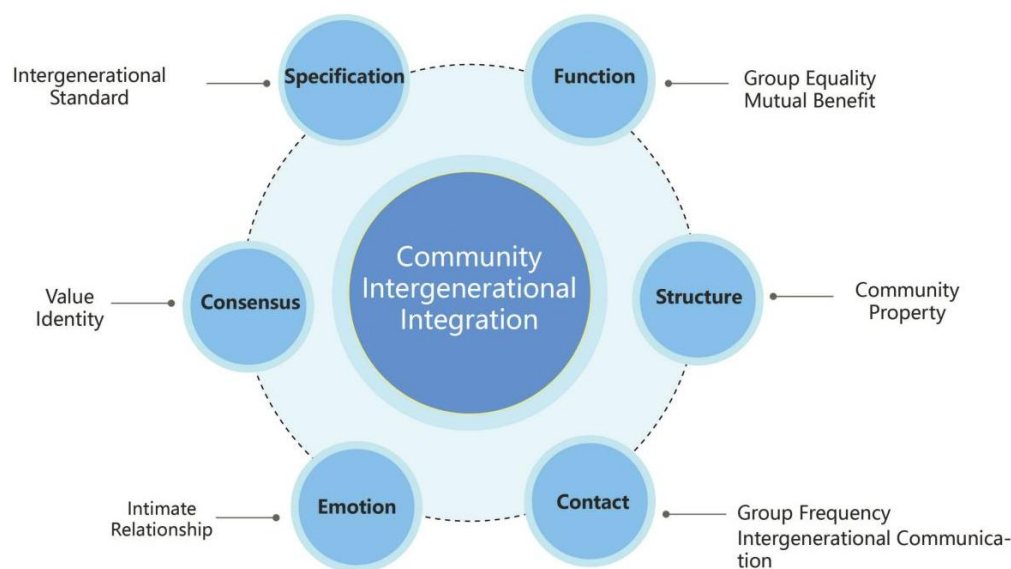 Specification
Function
Intergenerational
Standard
Group Equality
Mutual Benefit
Community
Intergenerational
Integration
Value
Identity
Consensus
Structure
Community
Property
Intimate
Relationship
Emotion
Contact
Group Frequency
Intergenerational Communica-
tion